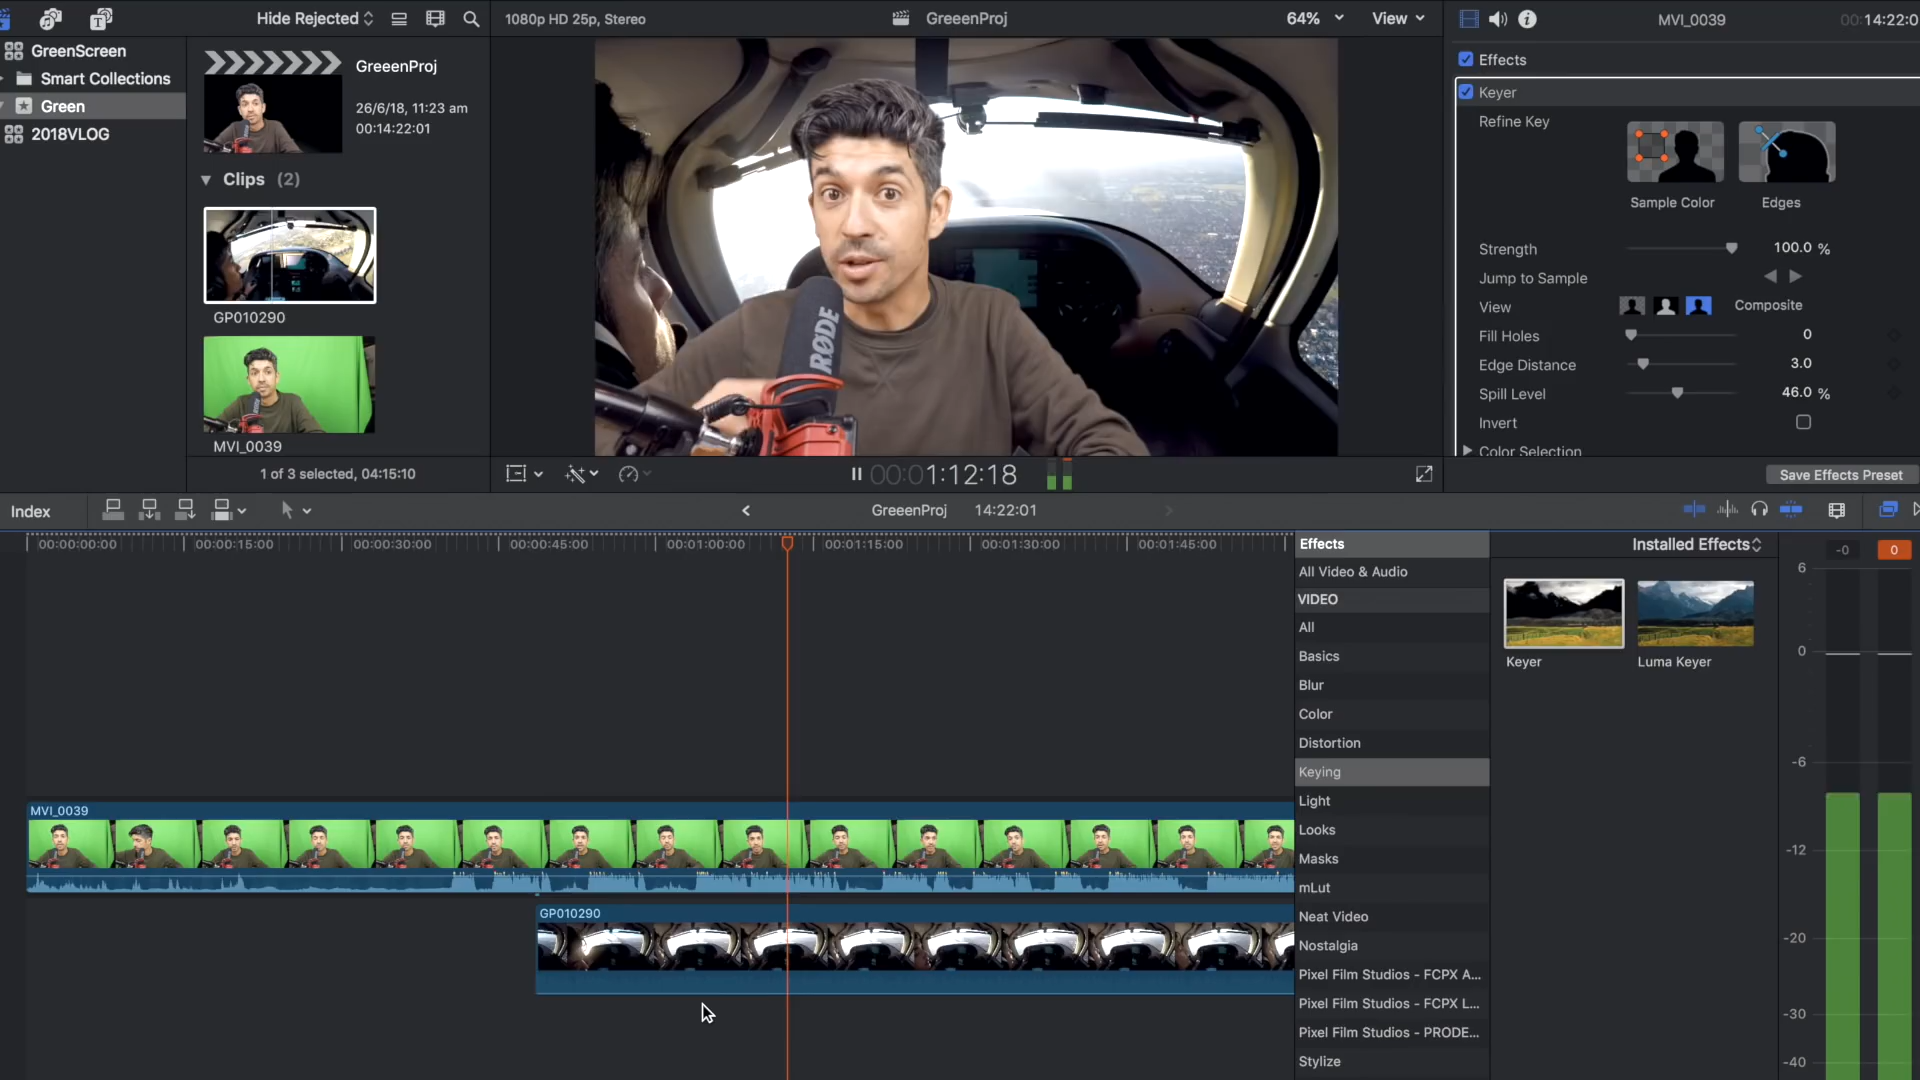 Hide Rejected
1080p HD 25p, Stereo
GreeenProj
64%
View
MVI_0039
00:14:22:0
GreenScreen
Smart Collections
Green
2018VLOG
GreeenProj
26/6/18, 11:23 am
00:14:22:01
Clips (2)
GP010290
MVI_0039
1 of 3 selected, 04:15:10
RØDE
00:01:12:18
Effects
Keyer
Refine Key
Sample Color
Edges
Strength
100.0 %
Jump to Sample
View
Composite
Fill Holes
0
Edge Distance
3.0
Spill Level
46.0 %
Invert
Color Selection
Save Effects Preset
Index
GreeenProj
14:22:01
00:00:00:00
00:00:15:00
00:00:30:00
00:00:45:00
00:01:00:00
00:01:15:00
00:01:30:00
00:01:45:00
MVI_0039
GP010290
Effects
All Video & Audio
VIDEO
All
Basics
Blur
Color
Distortion
Keying
Light
Looks
Masks
mLut
Neat Video
Nostalgia
Pixel Film Studios - FCPX A...
Pixel Film Studios - FCPX L...
Pixel Film Studios - PRODE...
Stylize
Installed Effects
Keyer
Luma Keyer
-0
0
6
0
-6
-12
-20
-30
-40